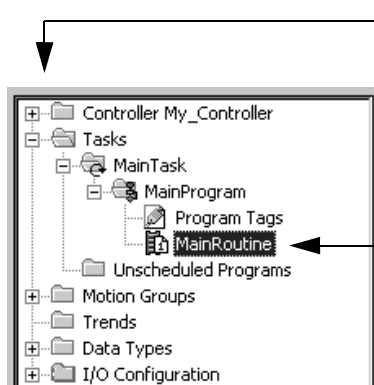 Controller My_Controller
Tasks
MainTask
MainProgram
Program Tags
MainRoutine
Unscheduled Programs
Motion Groups
Trends
Data Types
I/O Configuration